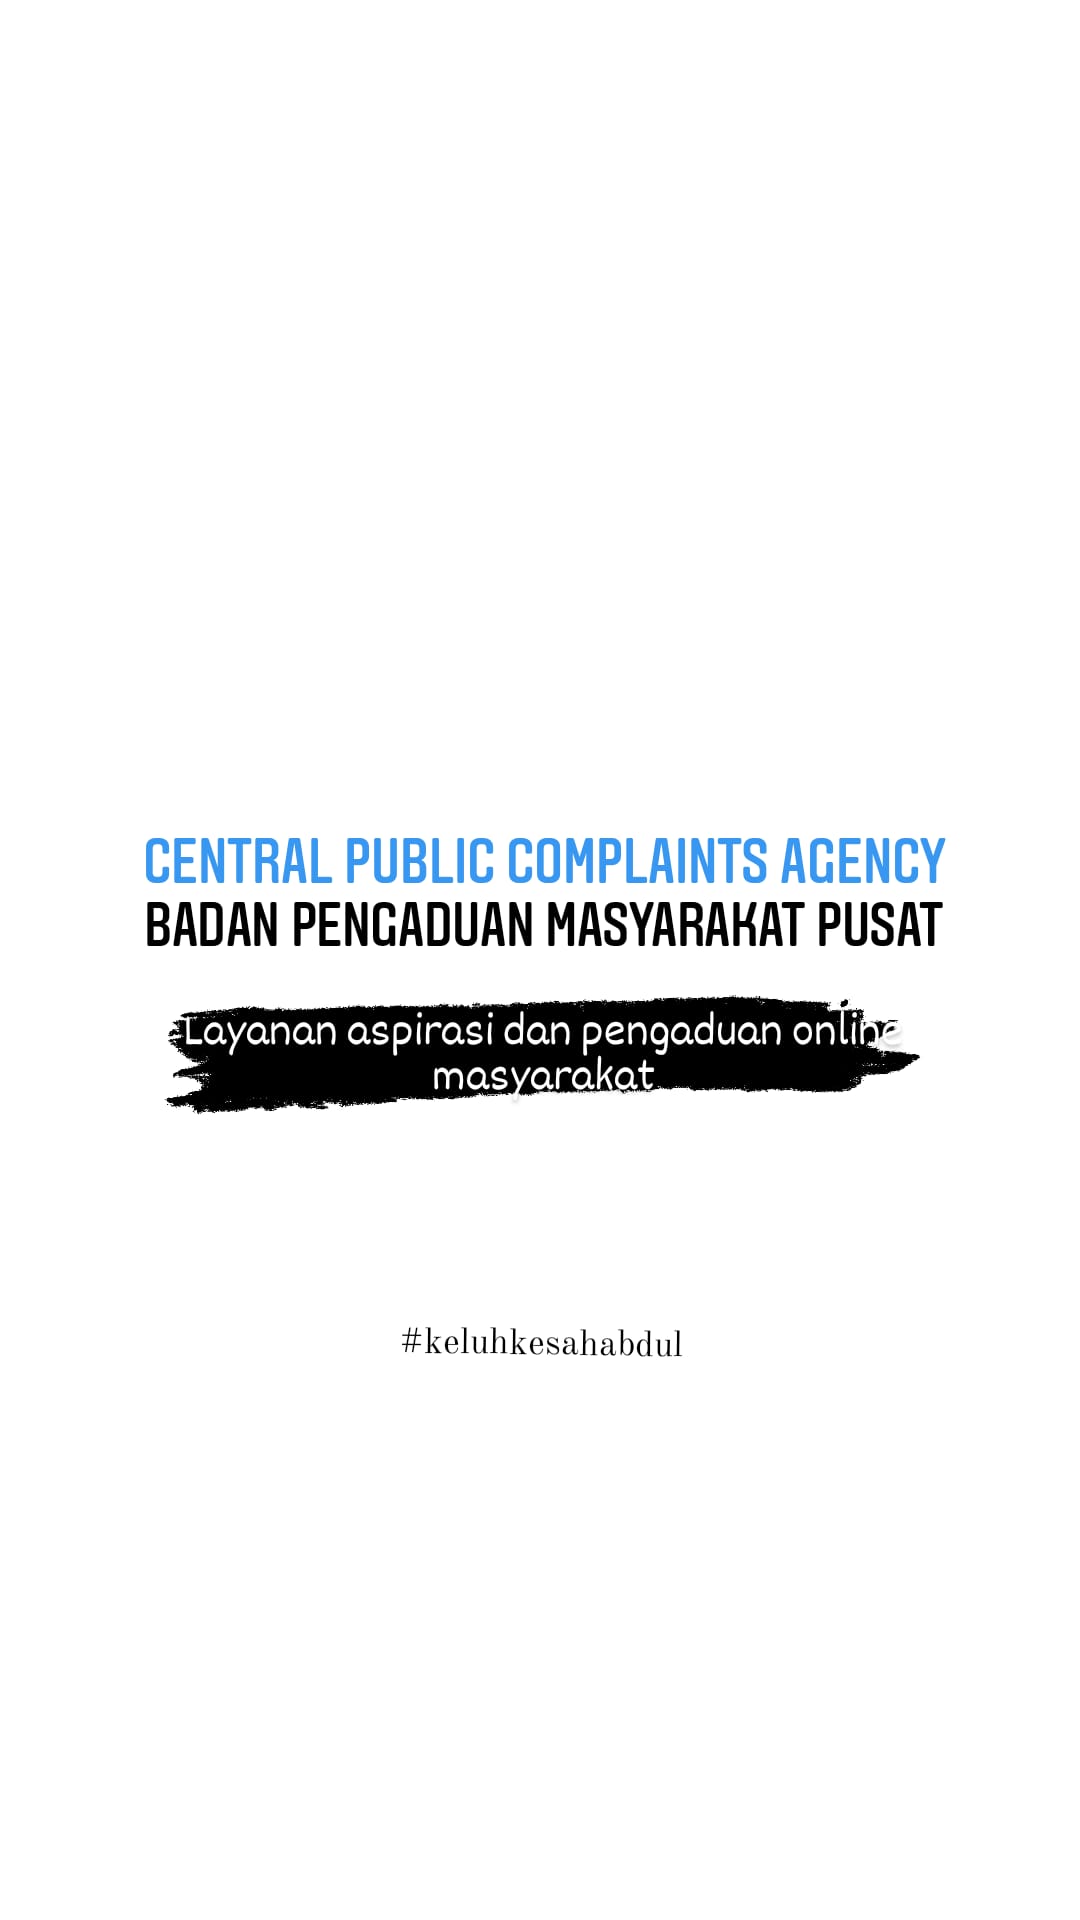 CENTRAL PUBLIC COMPLAINTS AGENCY
BADAN PENGADUAN MASYARAKAT PUSAT
Layanan aspirasi dan pengaduan online
masyarakat
#keluhkesahabdul